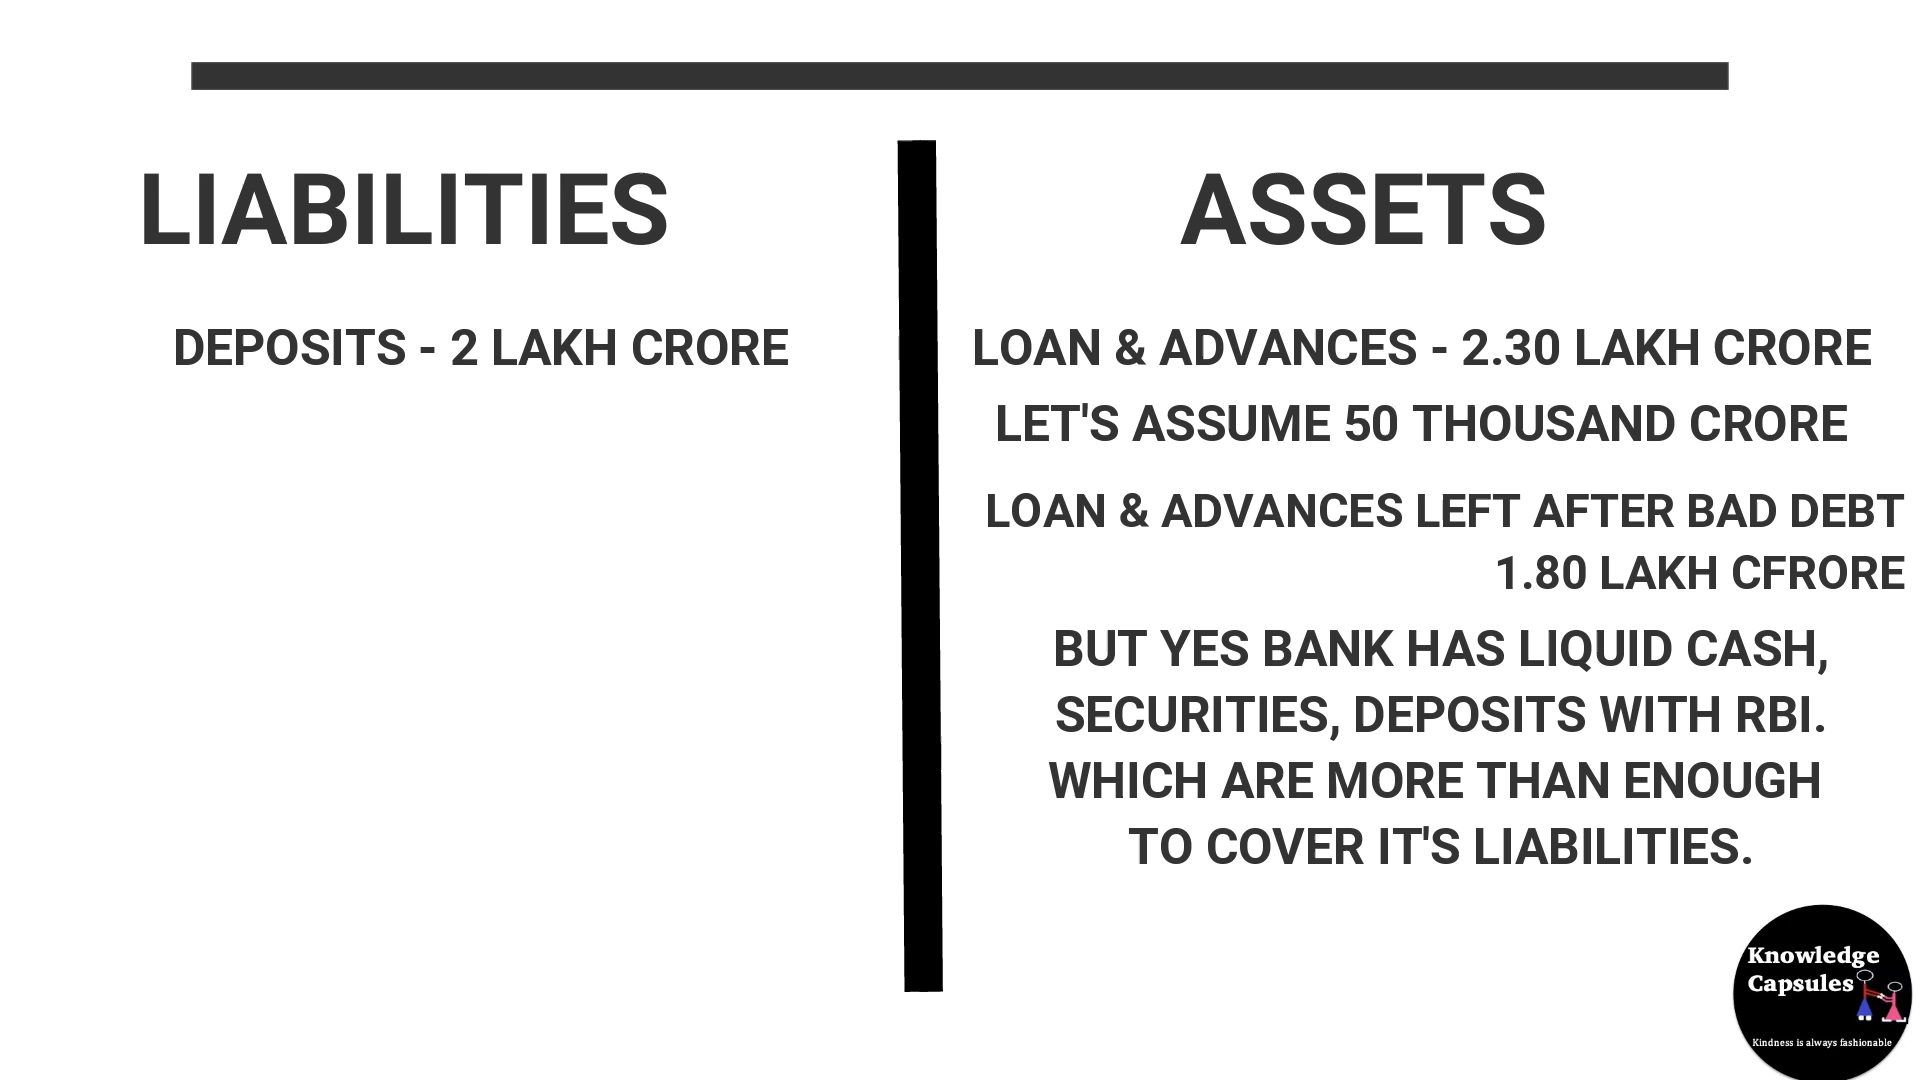 LIABILITIES
DEPOSITS - 2 LAKH CRORE
ASSETS
LOAN & ADVANCES - 2.30 LAKH CRORE
LET'S ASSUME 50 THOUSAND CRORE
LOAN & ADVANCES LEFT AFTER BAD DEBT
1.80 LAKH CFRORE
BUT YES BANK HAS LIQUID CASH,
SECURITIES, DEPOSITS WITH RBI.
WHICH ARE MORE THAN ENOUGH
TO COVER IT'S LIABILITIES.
Knowledge
Capsules
Kindness is always fashionable